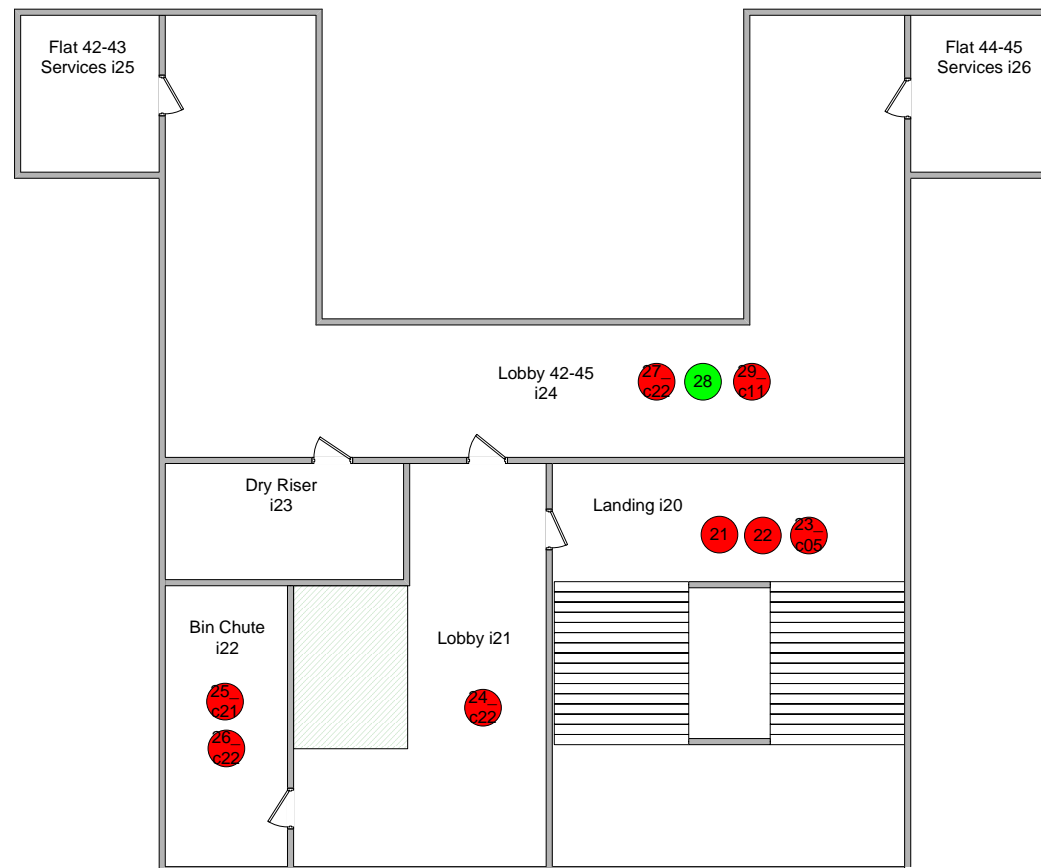 Flat 42-43
Services i25
Flat 44-45
Services i26
Lobby 42-45
i24
27_
c22
28
29_
c11
Dry Riser
i23
Landing i20
21
22
23_
c05
Bin Chute
i22
Lobby i21
25_
c21
24_
c22
26_
c22